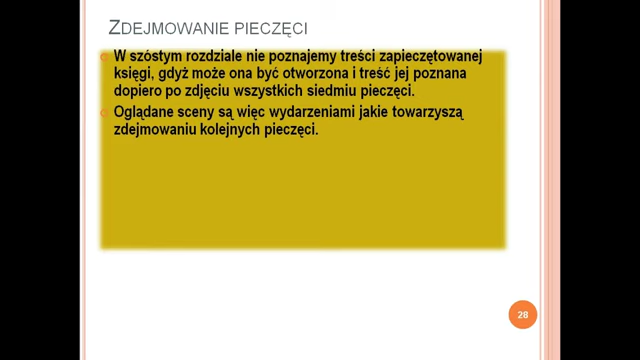 ZDEJMOWANIE PIECZĘCI
W szóstym rozdziale nie poznajemy treści zapieczętowanej
księgi, gdyż może ona być otworzona i treść jej poznana
dopiero po zdjęciu wszystkich siedmiu pieczęci.
Oglądane sceny są więc wydarzeniami jakie towarzyszą
zdejmowaniu kolejnych pieczęci.
28